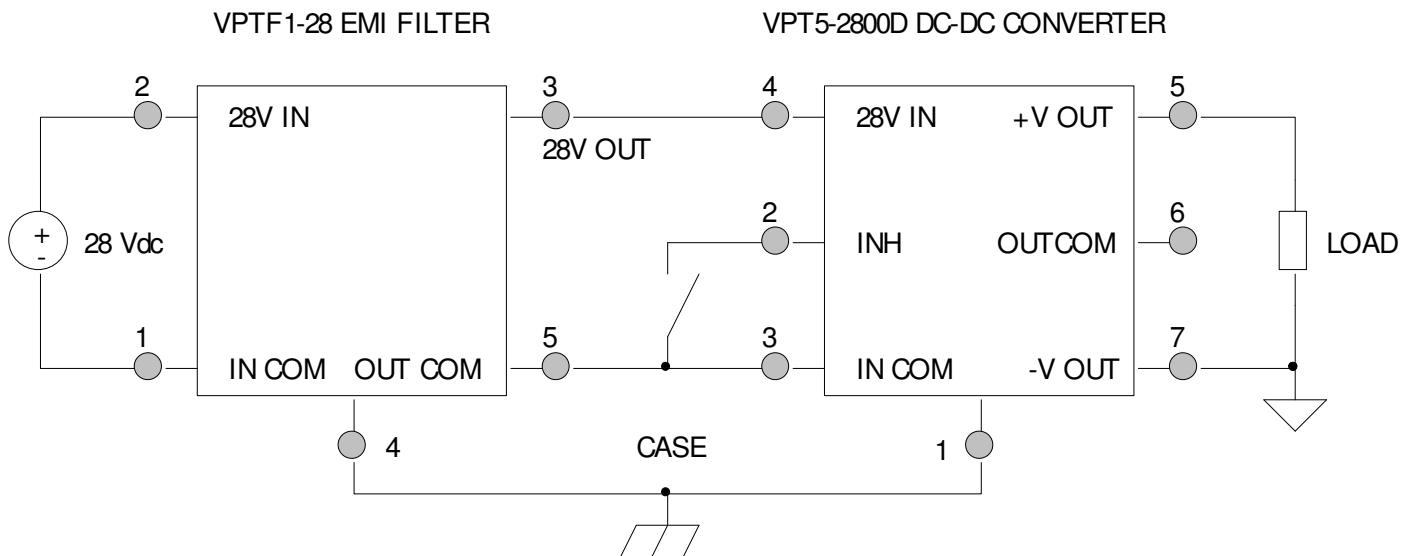 VPTF1-28 EMI FILTER
VPT5-2800D DC-DC CONVERTER
2
3
4
5
28V IN
28V IN
+V OUT
28V OUT
2
6
+
-
28 Vdc
INH
OUTCOM
LOAD
1
5
3
7
IN COM
OUT COM
IN COM
-V OUT
4
CASE
1